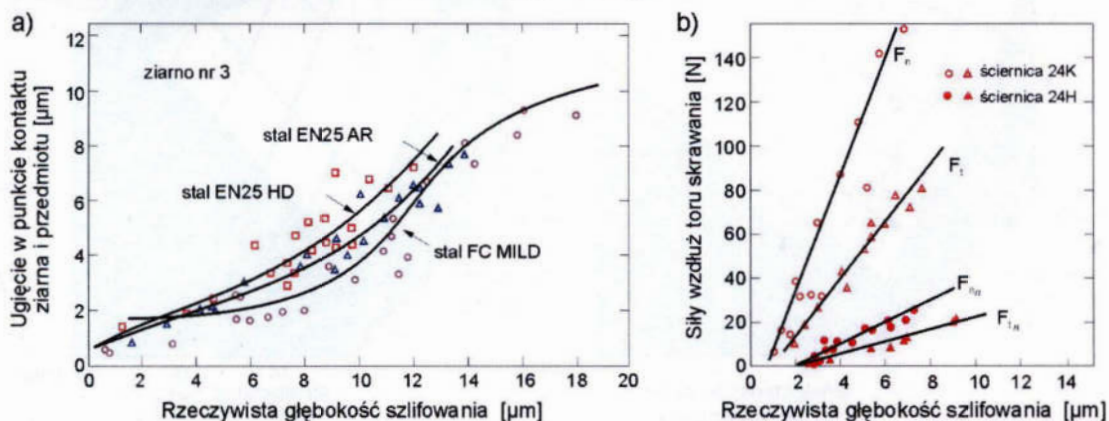 a)
12
10
8
6
4
2
0
Ugięcie w punkcie kontaktu
ziarna i przedmiotu [µm]
ziarno nr 3
stal EN25 AR
stal EN25 HD
stal FC MILD
0 2 4 6 8 10 12 14 16 18 20
Rzeczywista głębokość szlifowania [µm]
b)
140
120
100
80
60
40
20
0
Siły wzdłuż toru skrawania [N]
Fn
ściernica 24K
ściernica 24H
Ft
Fn
Ft
0 2 4 6 8 10 12 14
Rzeczywista głębokość szlifowania [µm]